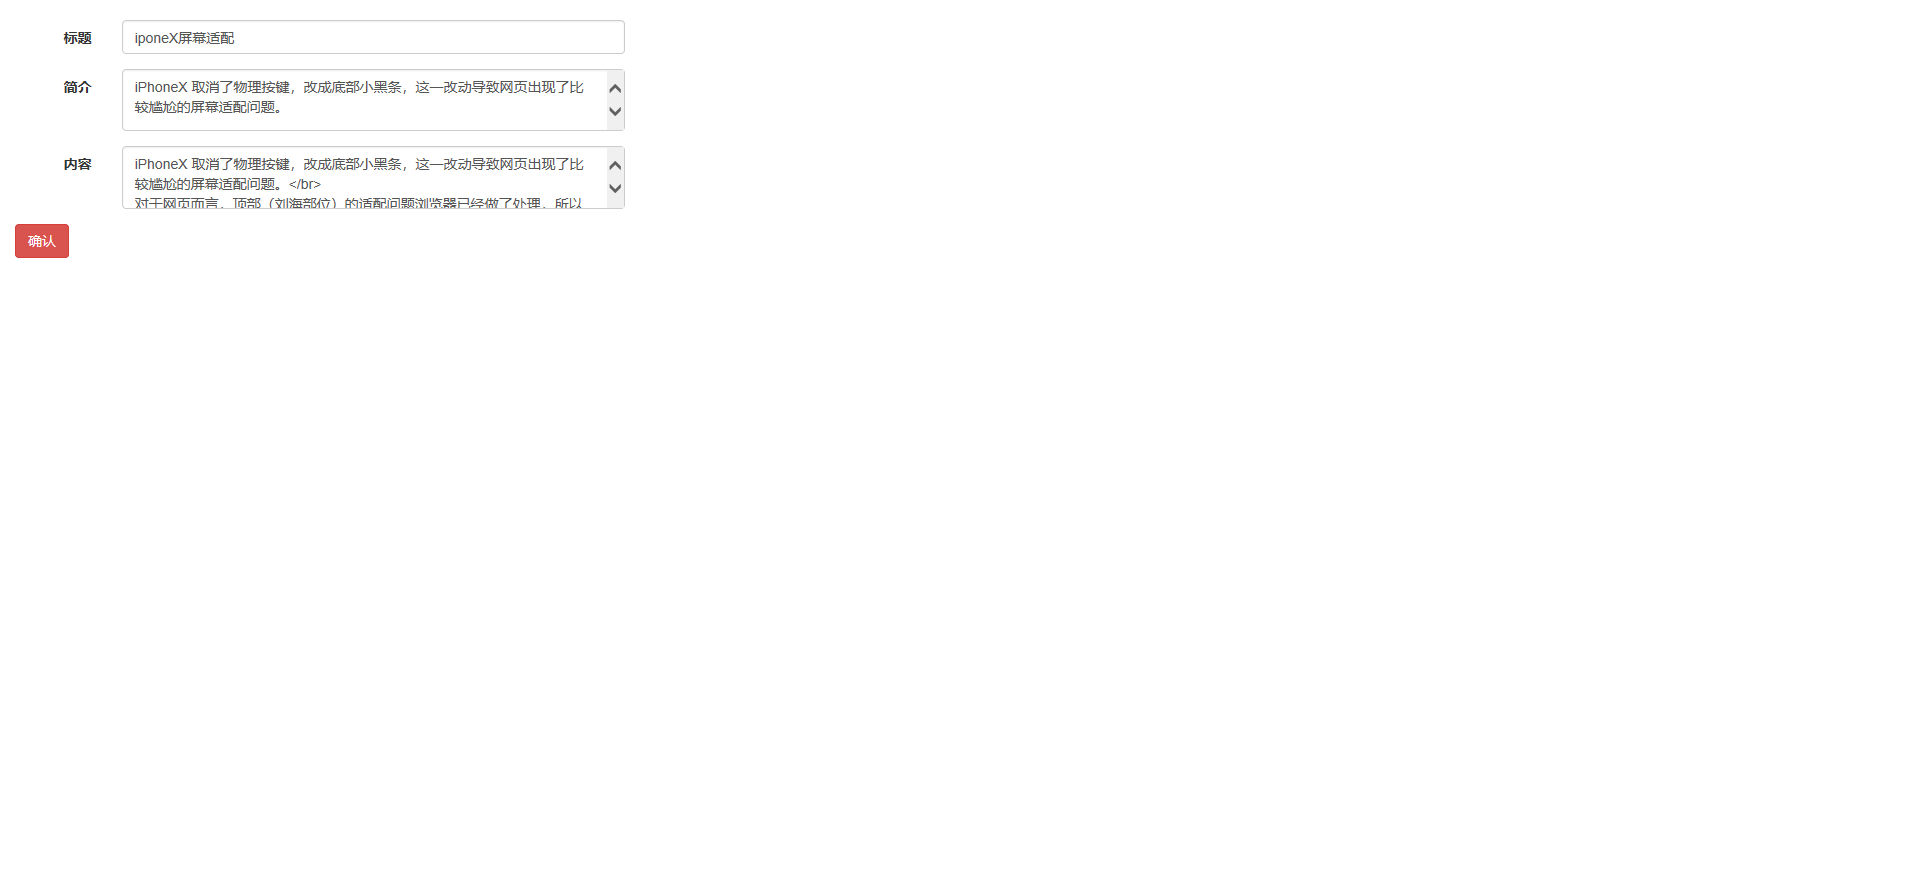 标题
iponeX屏幕适配
简介
iPhoneX 取消了物理按键，改成底部小黑条，这一改动导致网页出现了比
较尴尬的屏幕适配问题。
内容
iPhoneX 取消了物理按键，改成底部小黑条，这一改动导致网页出现了比
较尴尬的屏幕适配问题。</br>
对于网页而言，顶部（刘海部位）的适配问题浏览器已经做了处理，所以
确认